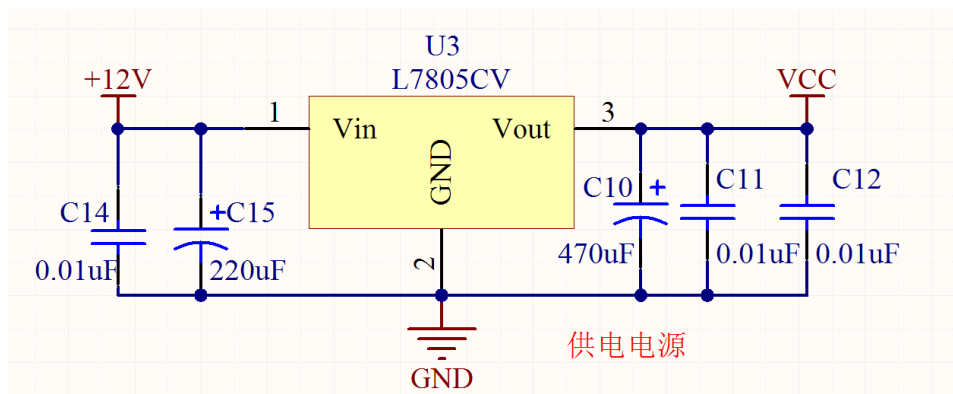 U3
L7805CV
+12V
VCC
1
3
Vin
Vout
GND
2
C14
0.01uF
+
C15
220uF
C10
+
470uF
C11
0.01uF
C12
0.01uF
供电电源
GND